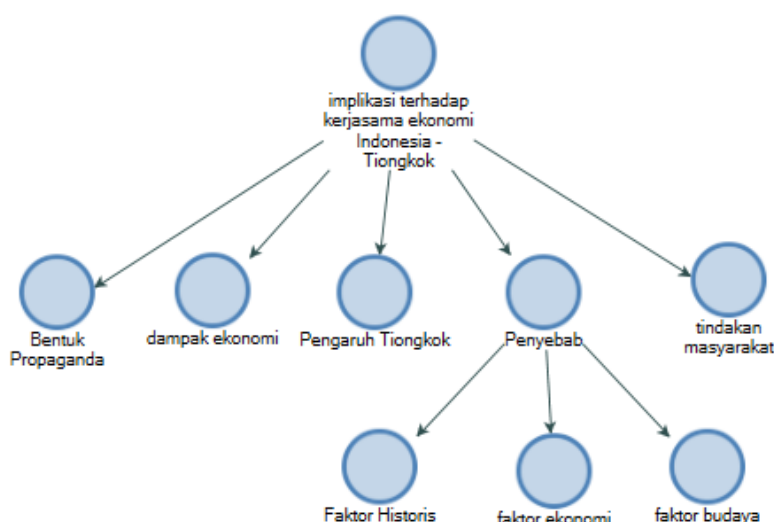 implikasi terhadap
kerjasama ekonomi
Indonesia -
Tiongkok
Bentuk
Propaganda
dampak ekonomi
Pengaruh Tiongkok
Penyebab
tindakan
masyarakat
Faktor Historis
faktor ekonomi
faktor budaya